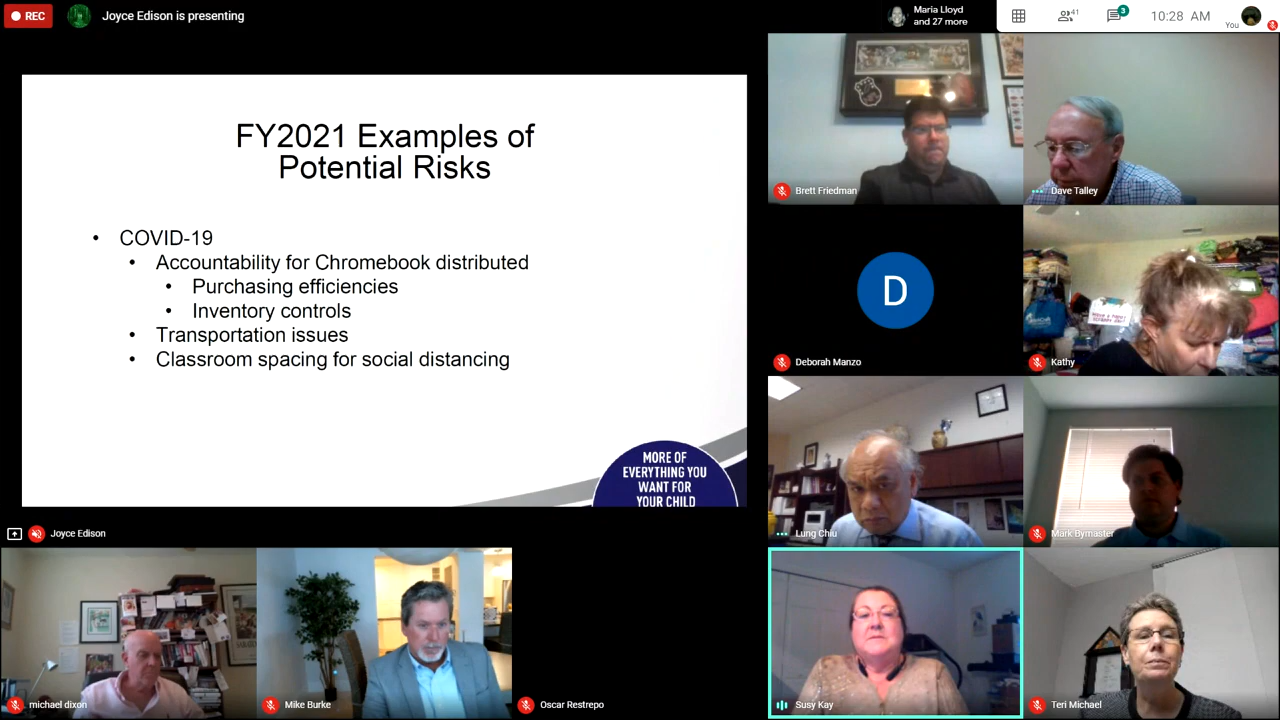 REC
Joyce Edison is presenting
Maria Lloyd
and 27 more
41
3
10:28 AM
You
FY2021 Examples of
Potential Risks
• COVID-19
• Accountability for Chromebook distributed
• Purchasing efficiencies
• Inventory controls
• Transportation issues
• Classroom spacing for social distancing
MORE OF
EVERYTHING YOU
WANT FOR
YOUR CHILD
Brett Friedman
Dave Talley
D
Deborah Manzo
Kathy
Lung Chiu
Mark Bymaster
Joyce Edison
michael dixon
Mike Burke
Oscar Restrepo
Susy Kay
Teri Michael